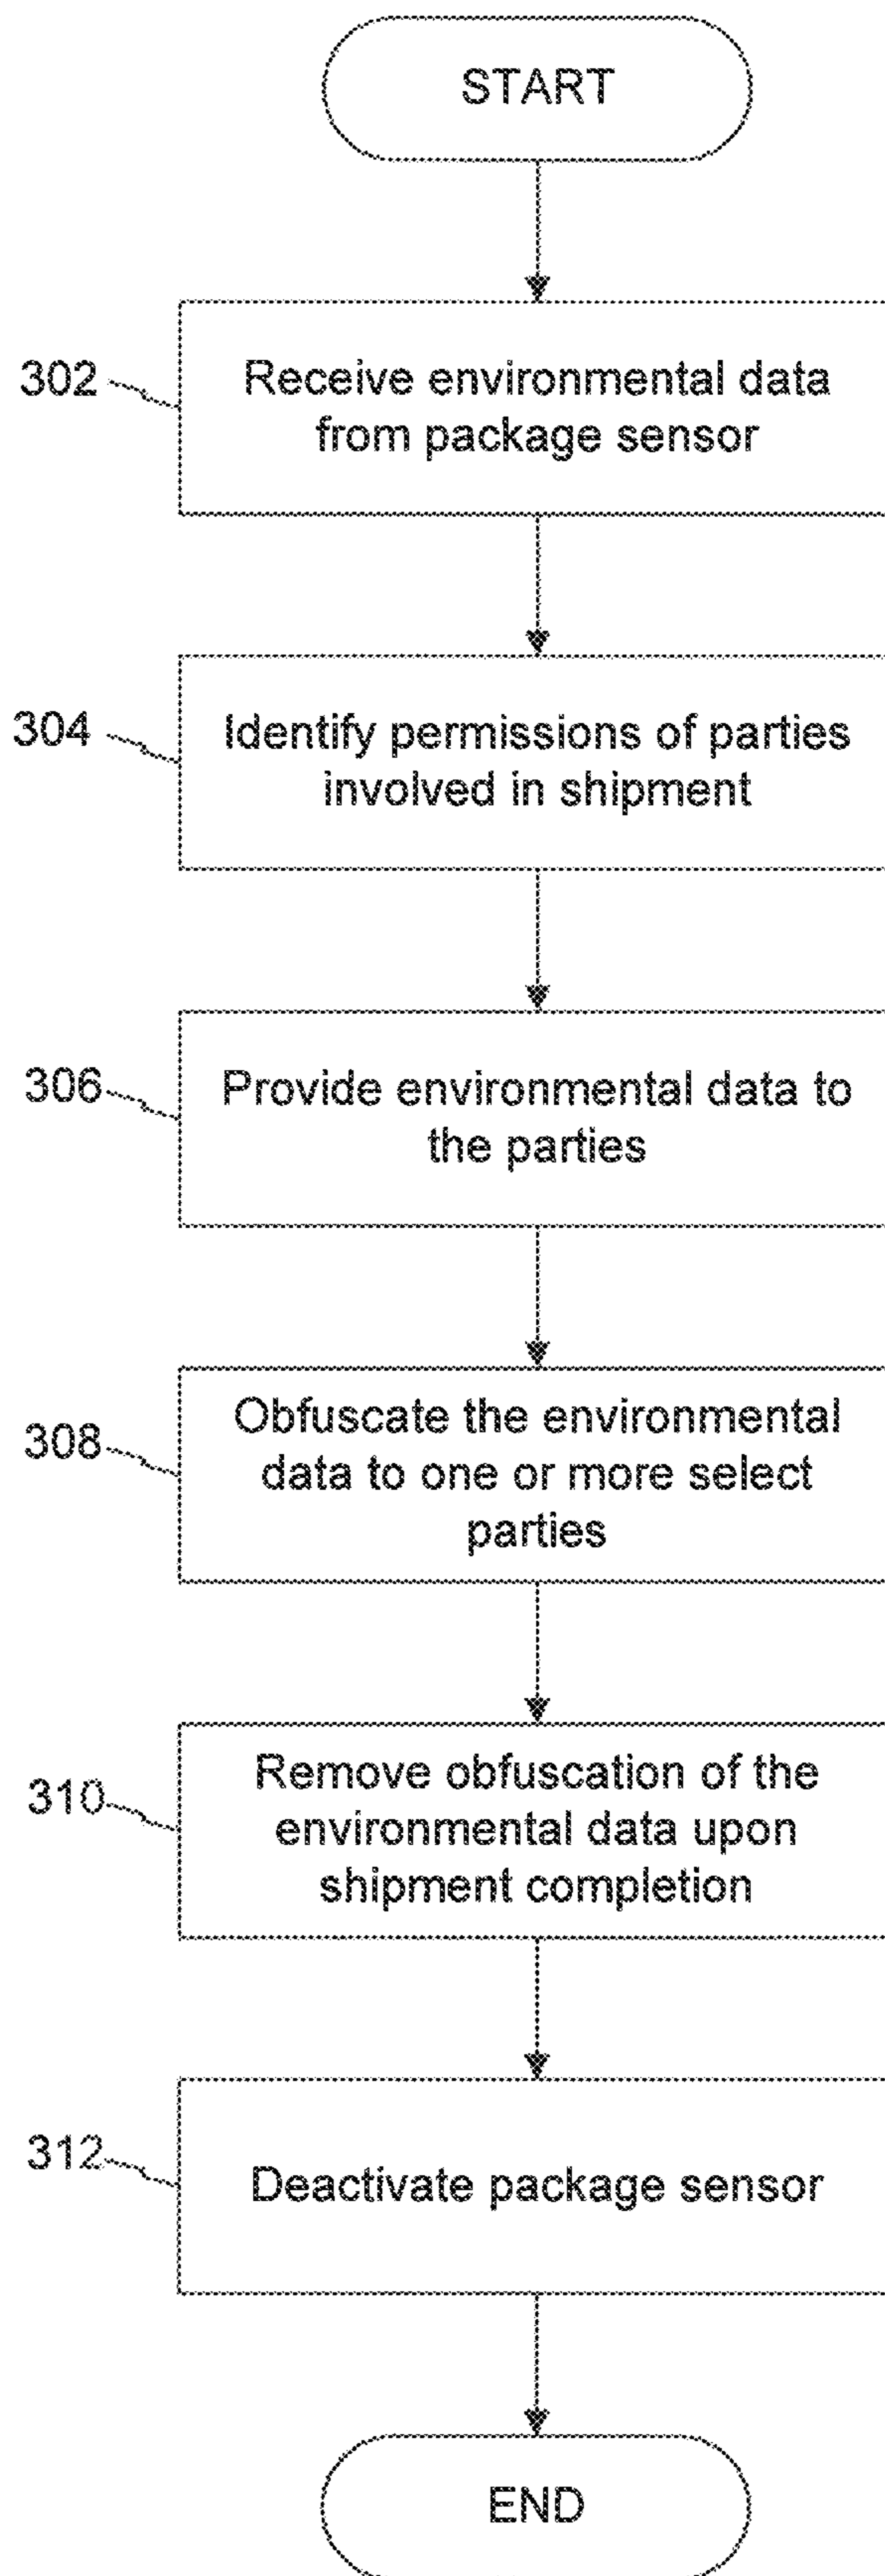 START
302
Receive environmental data
from package sensor
304
Identify permissions of parties
involved in shipment
306
Provide environmental data to
the parties
308
Obfuscate the environmental
data to one or more select
parties
310
Remove obfuscation of the
environmental data upon
shipment completion
312
Deactivate package sensor
END